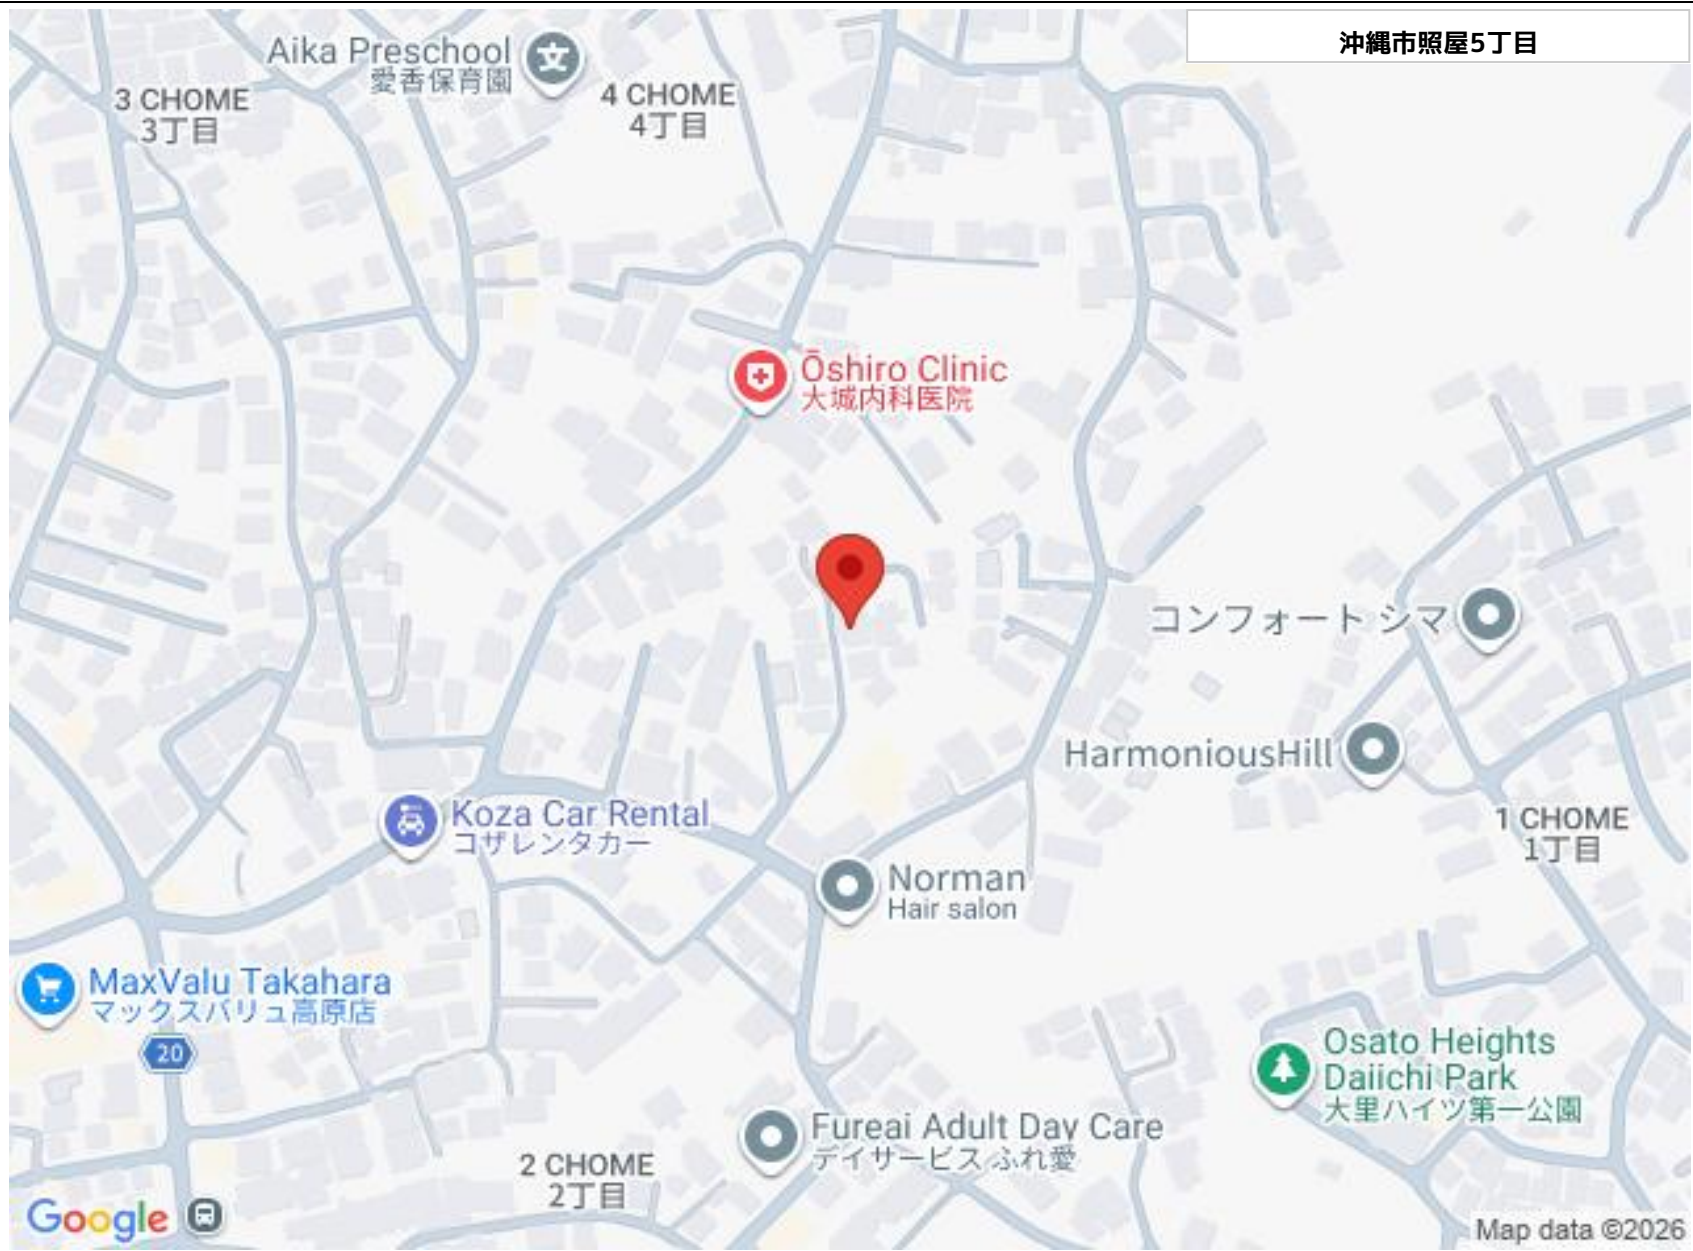 沖縄市照屋5丁目
Aika Preschool
愛香保育園
3 CHOME
3丁目
4 CHOME
4丁目
Ōshiro Clinic
大城内科医院
コンフォート シマ
HarmoniousHill
Koza Car Rental
コザレンタカー
1 CHOME
1丁目
Norman
Hair salon
MaxValu Takahara
マックスバリュ高原店
20
Osato Heights
Daiichi Park
大里ハイツ第一公園
Fureai Adult Day Care
デイサービス ふれ愛
2 CHOME
2丁目
Google
Map data ©2026
文